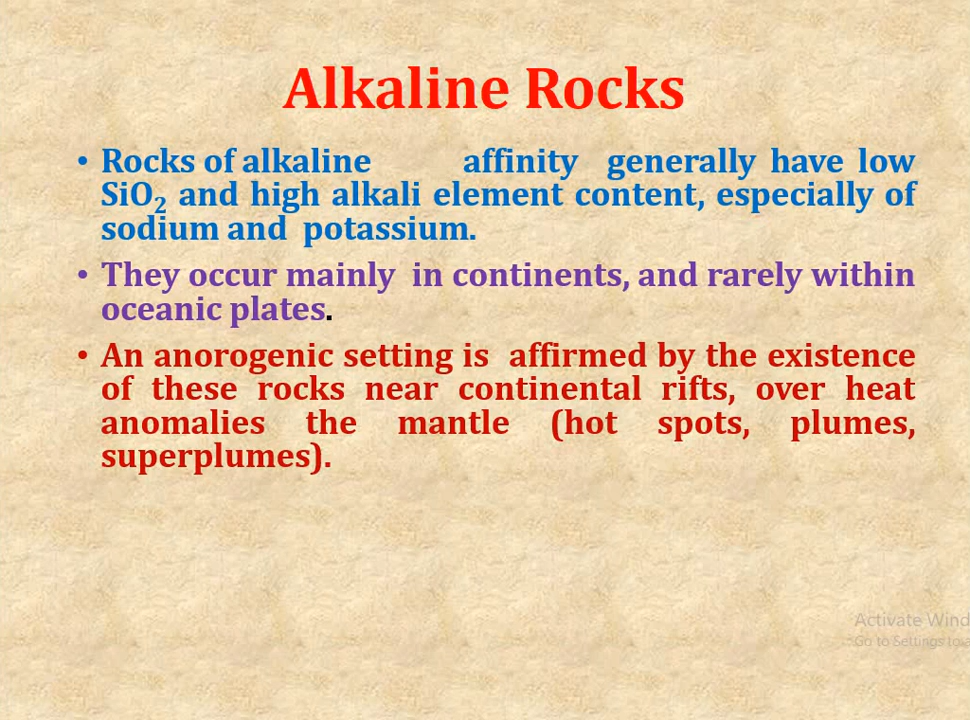 Alkaline Rocks
• Rocks of alkaline affinity generally have low
SiO₂ and high alkali element content, especially of
sodium and potassium.
• They occur mainly in continents, and rarely within
oceanic plates.
• An anorogenic setting is affirmed by the existence
of these rocks near continental rifts, over heat
anomalies the mantle (hot spots, plumes,
superplumes).
Activate Wind
Go to Settings to a